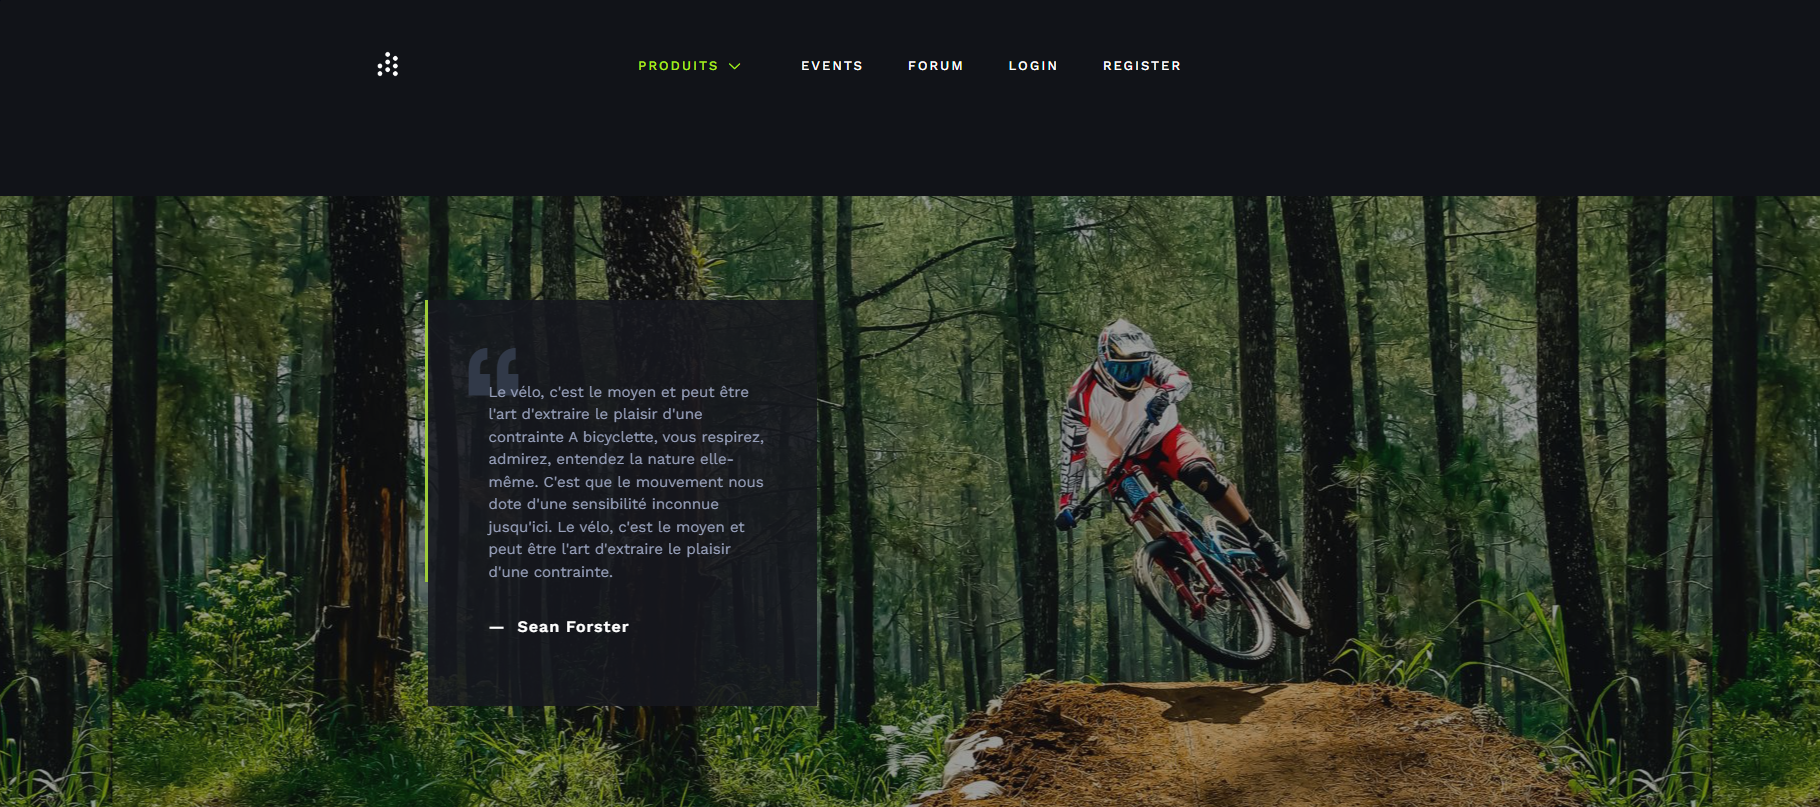 PRODUITS EVENTS FORUM LOGIN REGISTER
“
Le vélo, c'est le moyen et peut être
l'art d'extraire le plaisir d'une
contrainte A bicyclette, vous respirez,
admirez, entendez la nature elle-
même. C'est que le mouvement nous
dote d'une sensibilité inconnue
jusqu'ici. Le vélo, c'est le moyen et
peut être l'art d'extraire le plaisir
d'une contrainte.
— Sean Forster